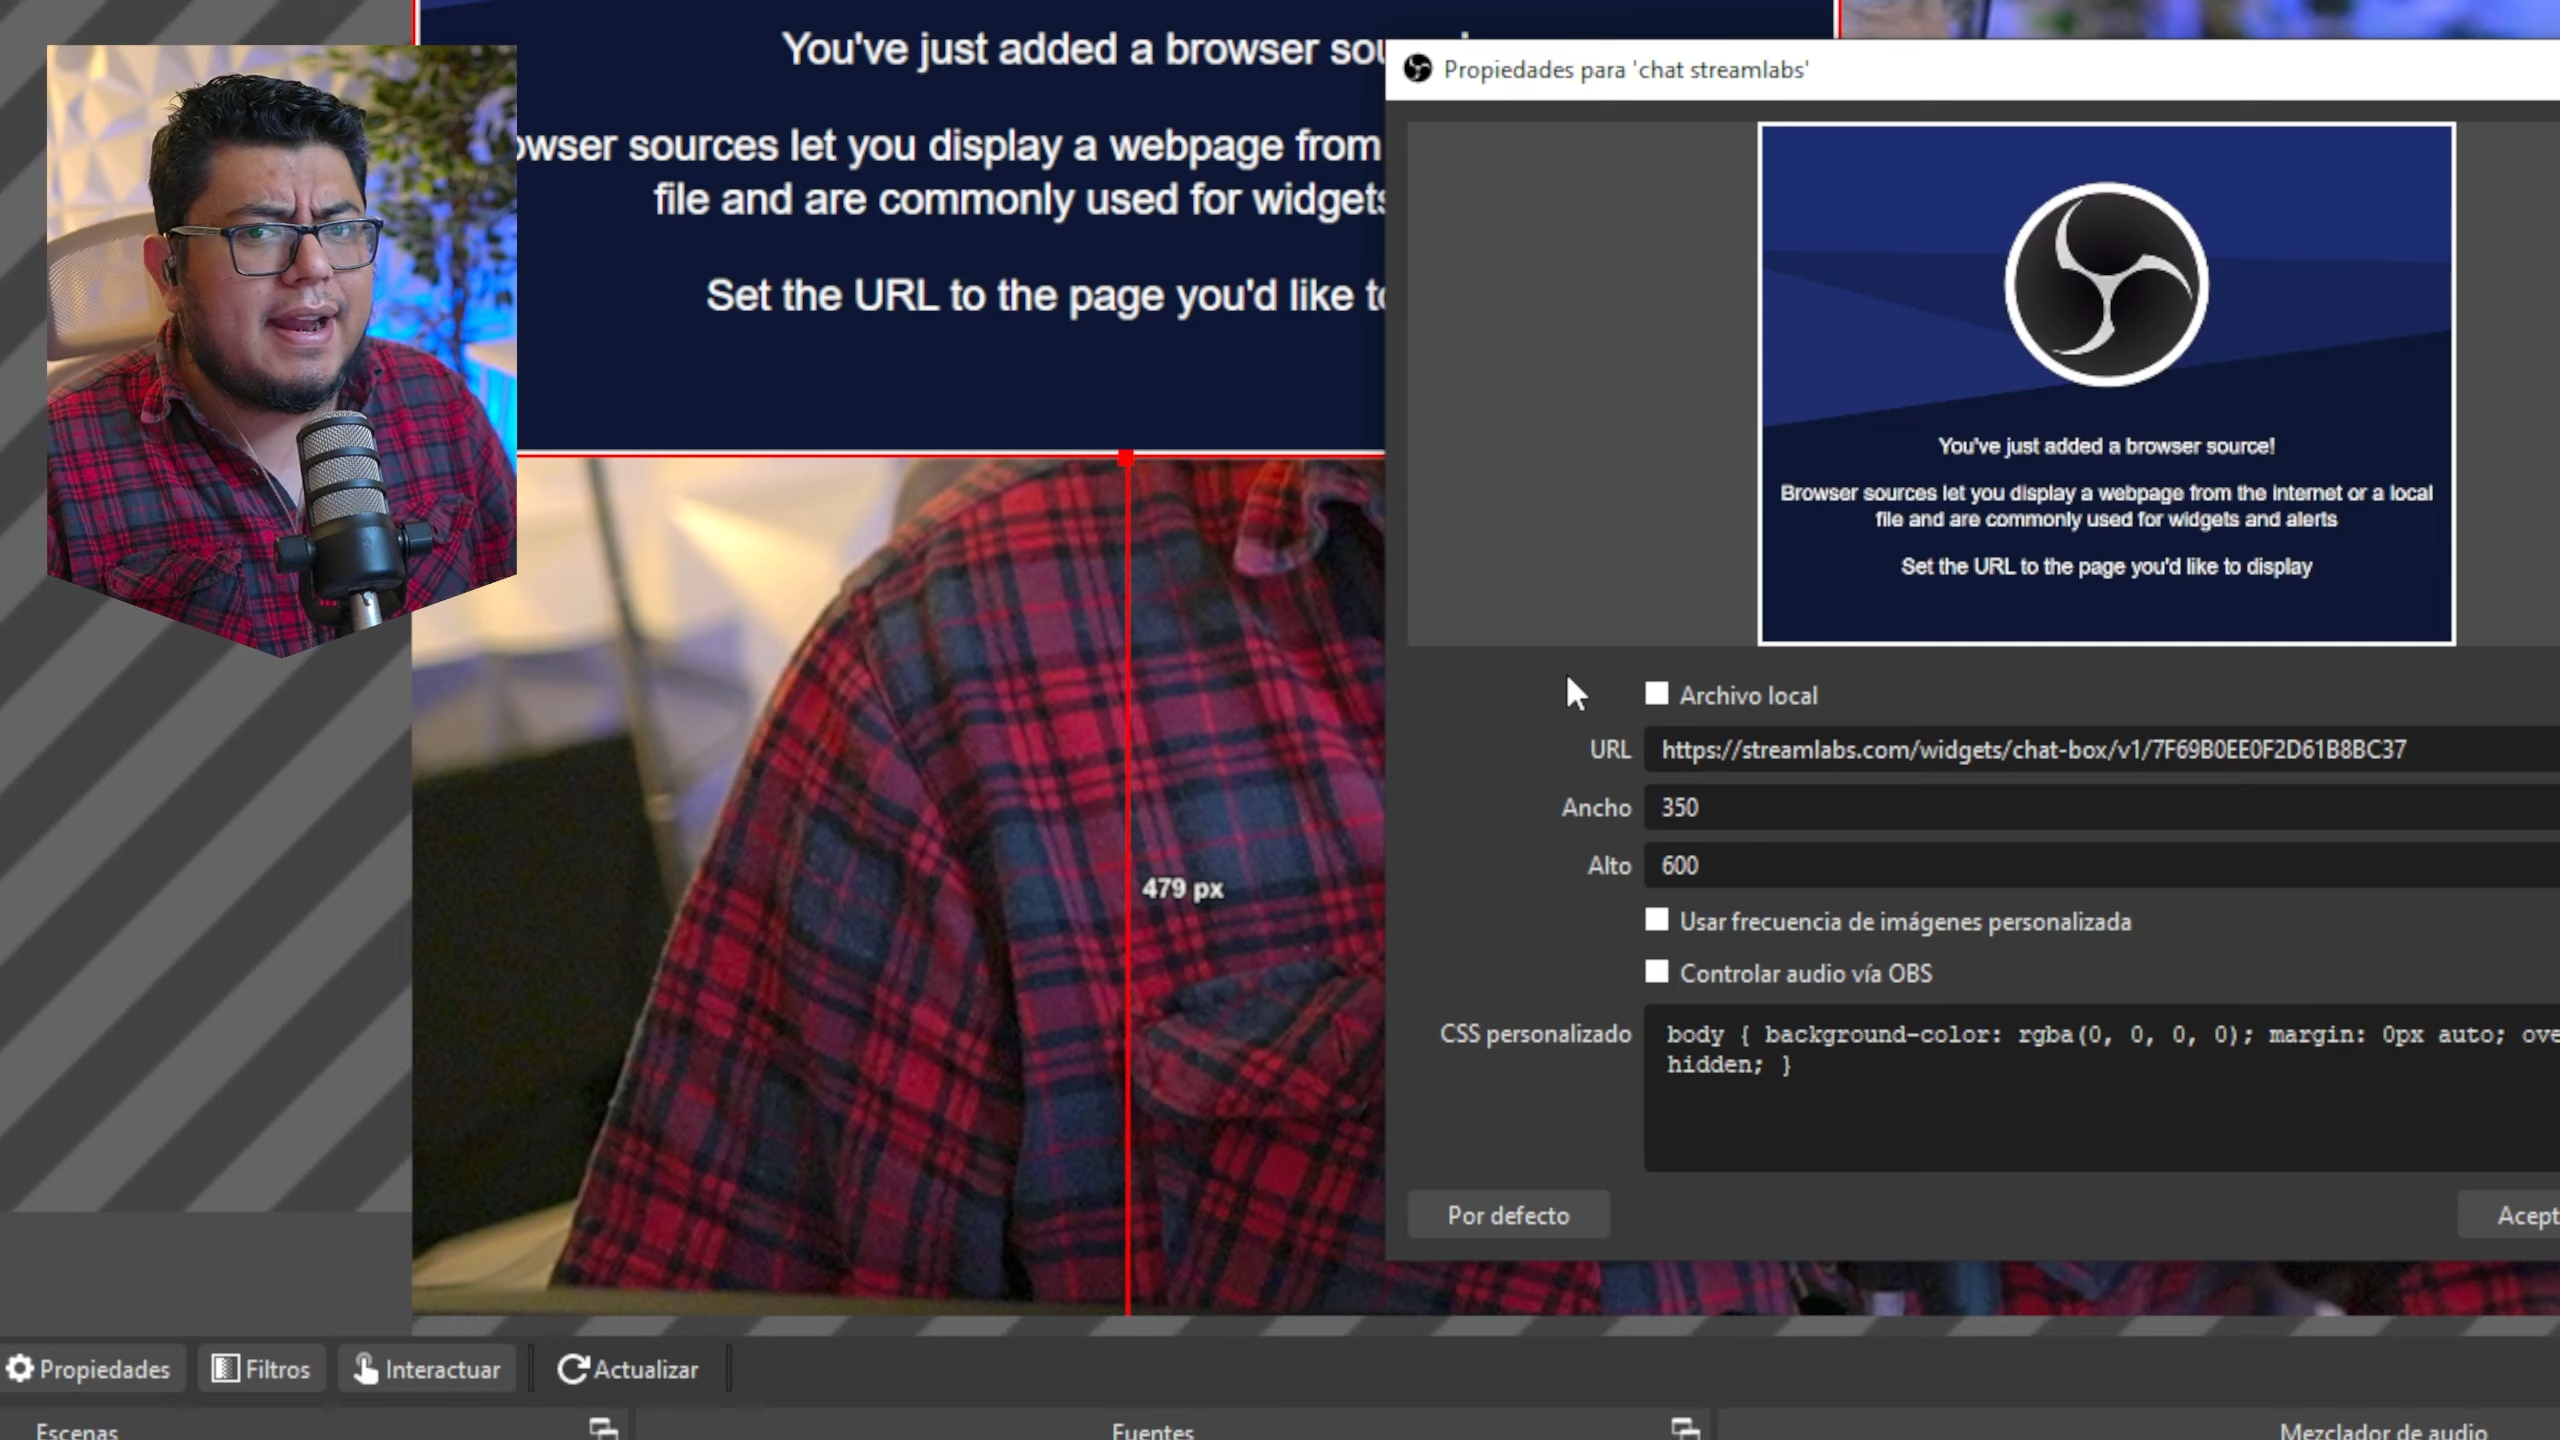 You've just added a browser
sources let you display a webpage from
file and are commonly used for widgets
Set the URL to the page you'd like to
479 px
Propiedades para 'chat streamlabs'
You've just added a browser source!
Browser sources let you display a webpage from the internet or a local
file and are commonly used for widgets and alerts
Set the URL to the page you'd like to display
Archivo local
URL https://streamlabs.com/widgets/chat-box/v1/7F69B0EE0F2D61B8BC37
Ancho 350
Alto 600
Usar frecuencia de imágenes personalizada
Controlar audio vía OBS
CSS personalizado body { background-color: rgba(0, 0, 0, 0); margin: 0px auto; ove
hidden; }
Por defecto Acept
Propiedades Filtros Interactuar Actualizar
Escenas Fuentes Mezclador de audio